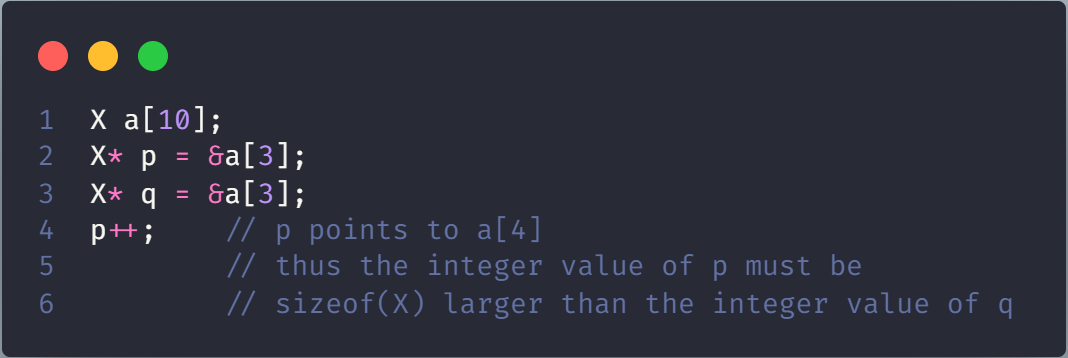 1 X a[10];
2 X* p = &a[3];
3 X* q = &a[3];
4 p++; // p points to a[4]
5 // thus the integer value of p must be
6 // sizeof(X) larger than the integer value of q